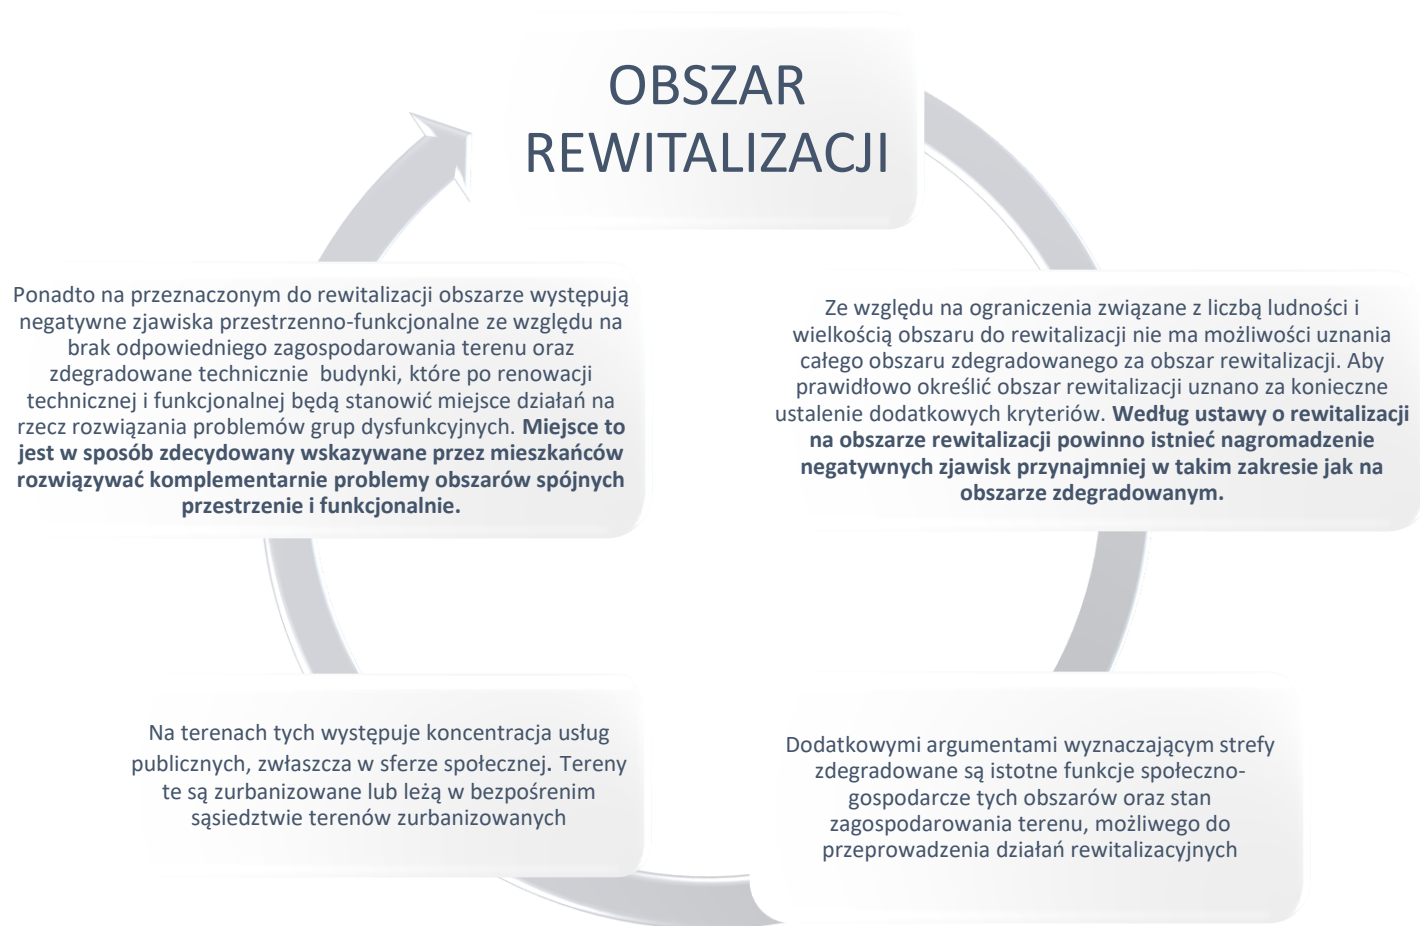 OBSZAR
REWITALIZACJI
Ze względu na ograniczenia związane z liczbą ludności i
wielkością obszaru do rewitalizacji nie ma możliwości uznania
całego obszaru zdegradowanego za obszar rewitalizacji. Aby
prawidłowo określić obszar rewitalizacji uznano za konieczne
ustalenie dodatkowych kryteriów. Według ustawy o rewitalizacji
na obszarze rewitalizacji powinno istnieć nagromadzenie
negatywnych zjawisk przynajmniej w takim zakresie jak na
obszarze zdegradowanym.
Dodatkowymi argumentami wyznaczającym strefy
zdegradowane są istotne funkcje społeczno-
gospodarcze tych obszarów oraz stan
zagospodarowania terenu, możliwego do
przeprowadzenia działań rewitalizacyjnych
Na terenach tych występuje koncentracja usług
publicznych, zwłaszcza w sferze społecznej. Tereny
te są zurbanizowane lub leżą w bezpośrenim
sąsiedztwie terenów zurbanizowanych
Ponadto na przeznaczonym do rewitalizacji obszarze występują
negatywne zjawiska przestrzenno-funkcjonalne ze względu na
brak odpowiedniego zagospodarowania terenu oraz
zdegradowane technicznie budynki, które po renowacji
technicznej i funkcjonalnej będą stanowić miejsce działań na
rzecz rozwiązania problemów grup dysfunkcyjnych. Miejsce to
jest w sposób zdecydowany wskazywane przez mieszkańców
rozwiązywać komplementarnie problemy obszarów spójnych
przestrzenie i funkcjonalnie.